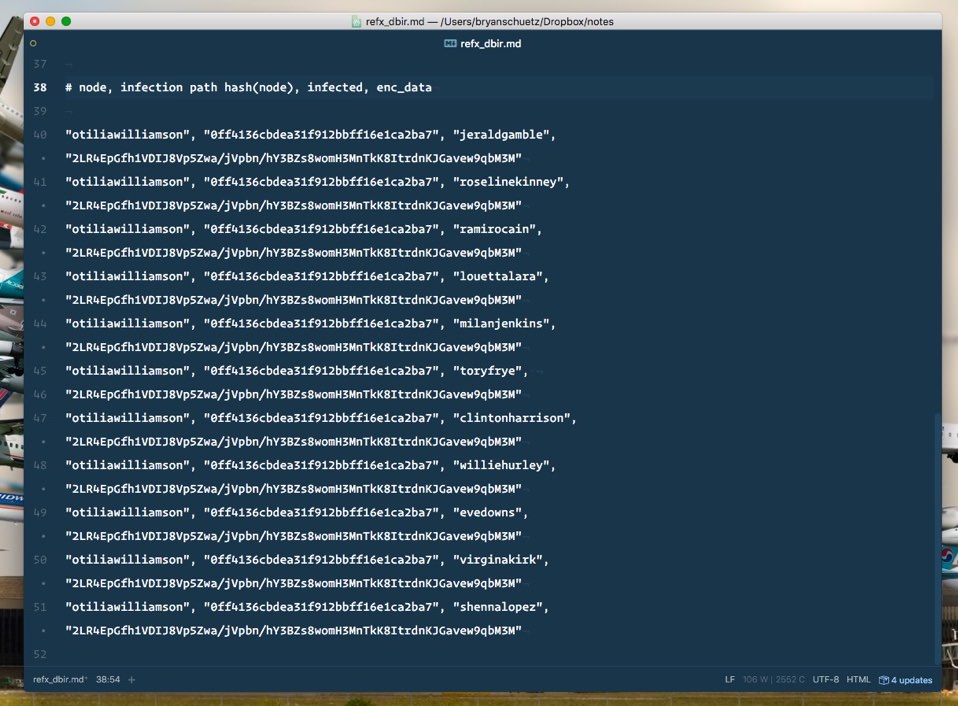 refx_dbir.md — /Users/bryanschuetz/Dropbox/notes
refx_dbir.md
37
38 # node, infection path hash(node), infected, enc_data
39
40 "otiliawilliamson", "0ff4136cbdea31f912bbff16e1ca2ba7", "jeraldgamble",
"2LR4EpGfh1VDIJ8Vp5Zwa/jVpbn/hY3BZs8womH3MnTkK8ItrdnKJGavew9qbM3M"
41 "otiliawilliamson", "0ff4136cbdea31f912bbff16e1ca2ba7", "roselinekinney",
"2LR4EpGfh1VDIJ8Vp5Zwa/jVpbn/hY3BZs8womH3MnTkK8ItrdnKJGavew9qbM3M"
42 "otiliawilliamson", "0ff4136cbdea31f912bbff16e1ca2ba7", "ramirocain",
"2LR4EpGfh1VDIJ8Vp5Zwa/jVpbn/hY3BZs8womH3MnTkK8ItrdnKJGavew9qbM3M"
43 "otiliawilliamson", "0ff4136cbdea31f912bbff16e1ca2ba7", "louettalara",
"2LR4EpGfh1VDIJ8Vp5Zwa/jVpbn/hY3BZs8womH3MnTkK8ItrdnKJGavew9qbM3M"
44 "otiliawilliamson", "0ff4136cbdea31f912bbff16e1ca2ba7", "milanjenkins",
"2LR4EpGfh1VDIJ8Vp5Zwa/jVpbn/hY3BZs8womH3MnTkK8ItrdnKJGavew9qbM3M"
45 "otiliawilliamson", "0ff4136cbdea31f912bbff16e1ca2ba7", "toryfrye",
46 "2LR4EpGfh1VDIJ8Vp5Zwa/jVpbn/hY3BZs8womH3MnTkK8ItrdnKJGavew9qbM3M"
47 "otiliawilliamson", "0ff4136cbdea31f912bbff16e1ca2ba7", "clintonharrison",
"2LR4EpGfh1VDIJ8Vp5Zwa/jVpbn/hY3BZs8womH3MnTkK8ItrdnKJGavew9qbM3M"
48 "otiliawilliamson", "0ff4136cbdea31f912bbff16e1ca2ba7", "williehurley",
"2LR4EpGfh1VDIJ8Vp5Zwa/jVpbn/hY3BZs8womH3MnTkK8ItrdnKJGavew9qbM3M"
49 "otiliawilliamson", "0ff4136cbdea31f912bbff16e1ca2ba7", "evedowns",
"2LR4EpGfh1VDIJ8Vp5Zwa/jVpbn/hY3BZs8womH3MnTkK8ItrdnKJGavew9qbM3M"
50 "otiliawilliamson", "0ff4136cbdea31f912bbff16e1ca2ba7", "virginakirk",
"2LR4EpGfh1VDIJ8Vp5Zwa/jVpbn/hY3BZs8womH3MnTkK8ItrdnKJGavew9qbM3M"
51 "otiliawilliamson", "0ff4136cbdea31f912bbff16e1ca2ba7", "shennalopez",
"2LR4EpGfh1VDIJ8Vp5Zwa/jVpbn/hY3BZs8womH3MnTkK8ItrdnKJGavew9qbM3M"
52
refx_dbir.md* 38:54 + LF 106 W | 2552 C UTF-8 HTML 4 updates